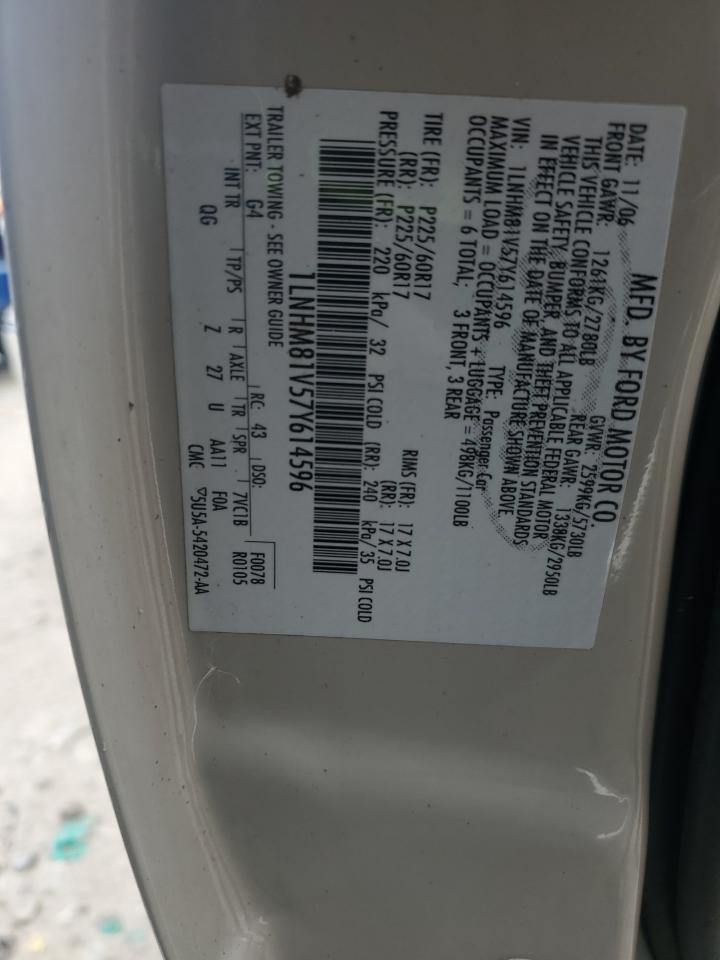 MFD. BY FORD MOTOR CO.
DATE: 11/06 GVWR: 2599KG/5730LB
FRONT GAWR: 1261KG/2780LB REAR GAWR: 1338KG/2950LB
THIS VEHICLE CONFORMS TO ALL APPLICABLE FEDERAL MOTOR
VEHICLE SAFETY, BUMPER, AND THEFT PREVENTION STANDARDS
IN EFFECT ON THE DATE OF MANUFACTURE SHOWN ABOVE.
VIN: 1LNHM81V57Y614596 TYPE: Passenger Car
MAXIMUM LOAD = OCCUPANTS + LUGGAGE = 498KG/1100LB
OCCUPANTS = 6 TOTAL; 3 FRONT, 3 REAR
TIRE (FR): P225/60R17 RIMS (FR): 17 X 7.0J
(RR): P225/60R17 (RR): 17 X 7.0J
PRESSURE (FR): 220 kPa/ 32 PSI COLD (RR): 240 kPa/ 35 PSI COLD
1LNHM81V57Y614596
TRAILER TOWING - SEE OWNER GUIDE
EXT PNT: G4 RC: 43 DSO: F0078
R0105
INT TR TP/PS R AXLE TR SPR 7VC1B
QG Z 27 U AA11 F0A
CMC ▽5U5A-5420472-AA